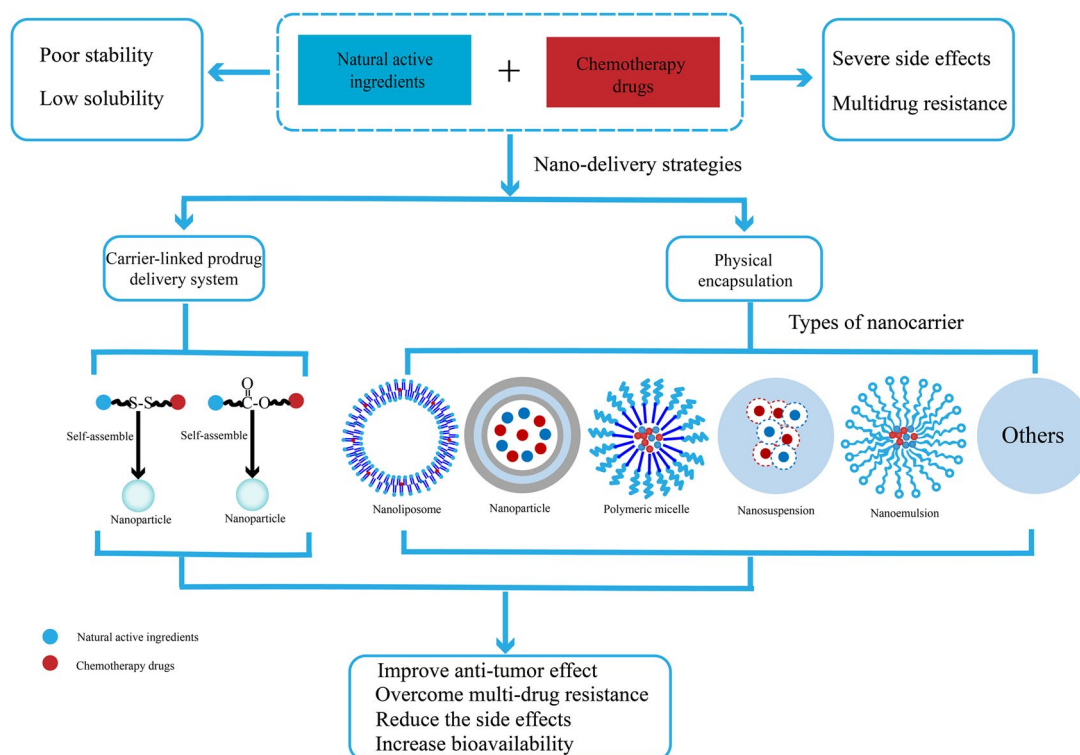 Poor stability
Low solubility
Natural active
ingredients
+
Chemotherapy
drugs
Severe side effects
Multidrug resistance
Nano-delivery strategies
Carrier-linked prodrug
delivery system
Physical
encapsulation
Types of nanocarrier
S-S
O
C-O
Self-assemble
Self-assemble
Nanoparticle
Nanoparticle
Nanoliposome
Nanoparticle
Polymeric micelle
Nanosuspension
Nanoemulsion
Others
Natural active ingredients
Chemotherapy drugs
Improve anti-tumor effect
Overcome multi-drug resistance
Reduce the side effects
Increase bioavailability